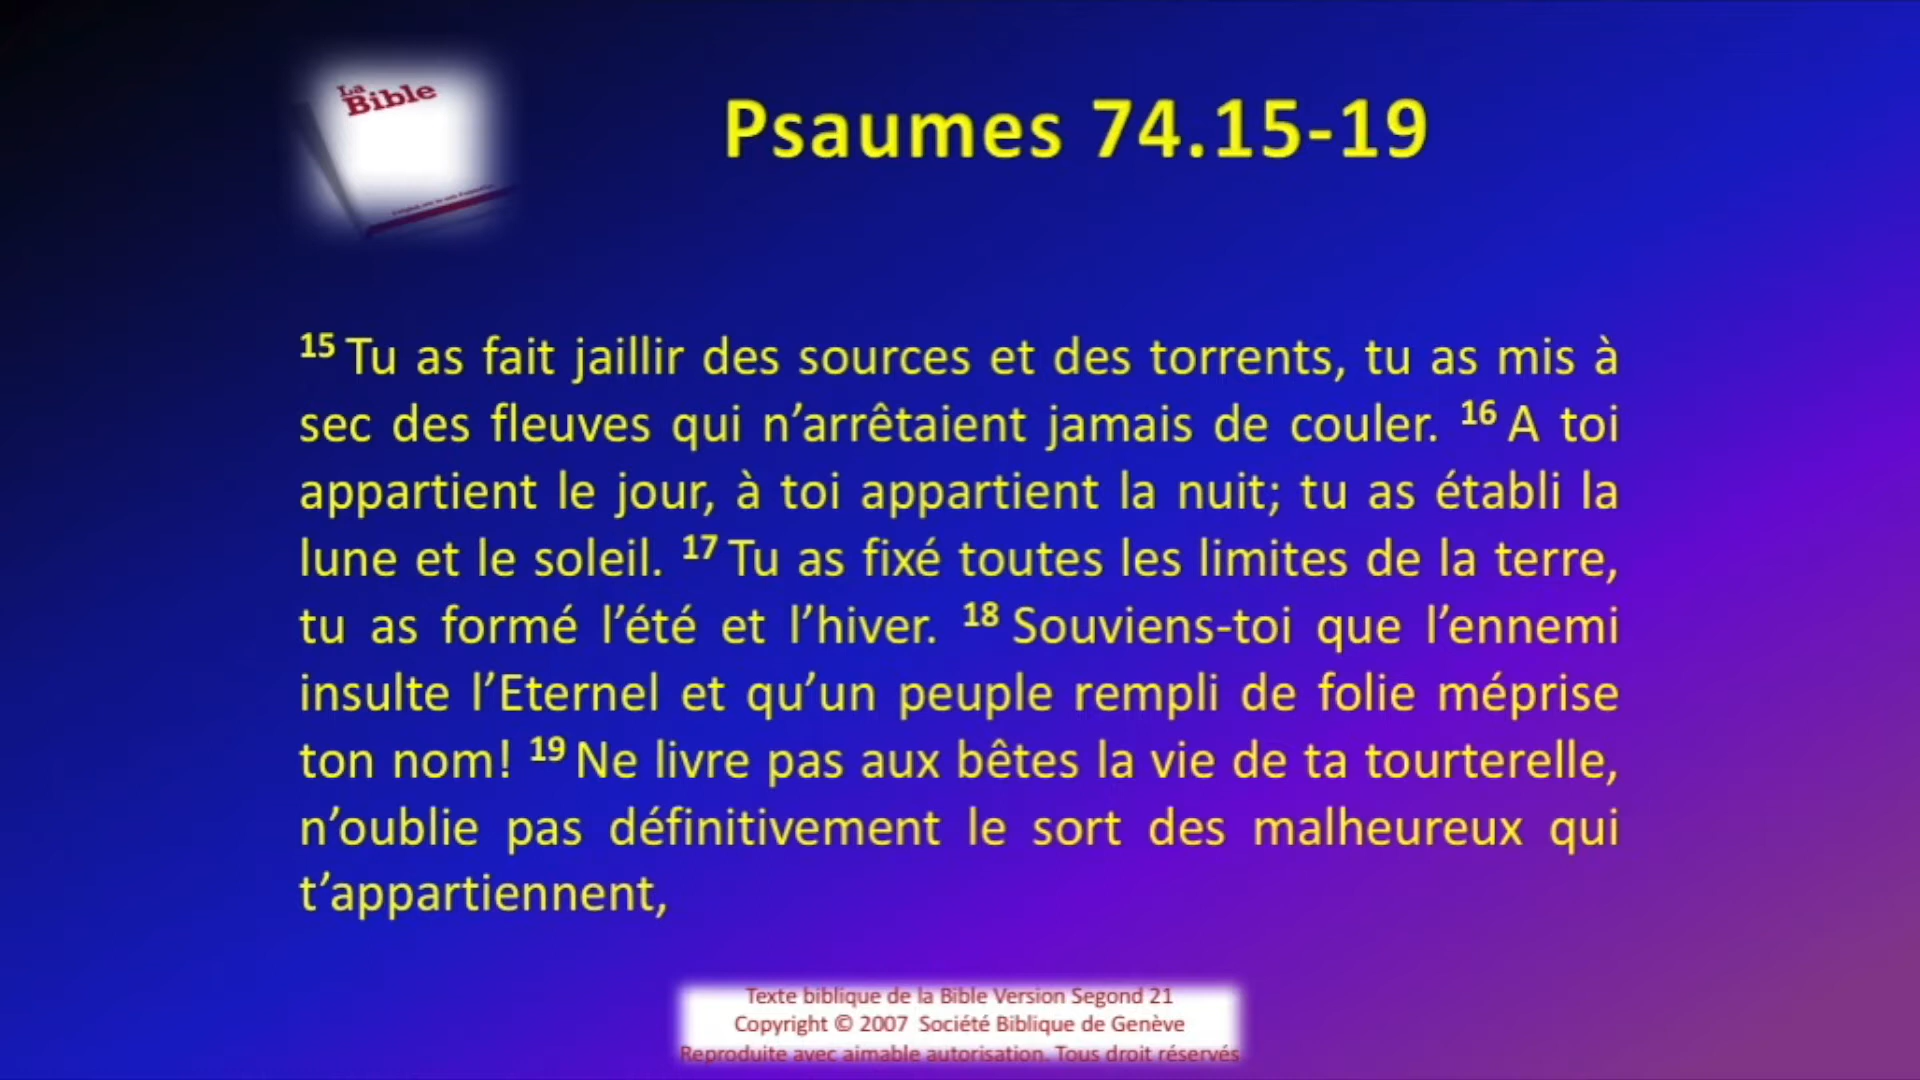 La
Bible
Psaumes 74.15-19
15 Tu as fait jaillir des sources et des torrents, tu as mis à
sec des fleuves qui n’arrêtaient jamais de couler. 16 A toi
appartient le jour, à toi appartient la nuit; tu as établi la
lune et le soleil. 17 Tu as fixé toutes les limites de la terre,
tu as formé l’été et l’hiver. 18 Souviens-toi que l’ennemi
insulte l’Eternel et qu’un peuple rempli de folie méprise
ton nom! 19 Ne livre pas aux bêtes la vie de ta tourterelle,
n’oublie pas définitivement le sort des malheureux qui
t’appartiennent,
Texte biblique de la Bible Version Segond 21
Copyright © 2007 Société Biblique de Genève
Reproduite avec aimable autorisation. Tous droit réservés